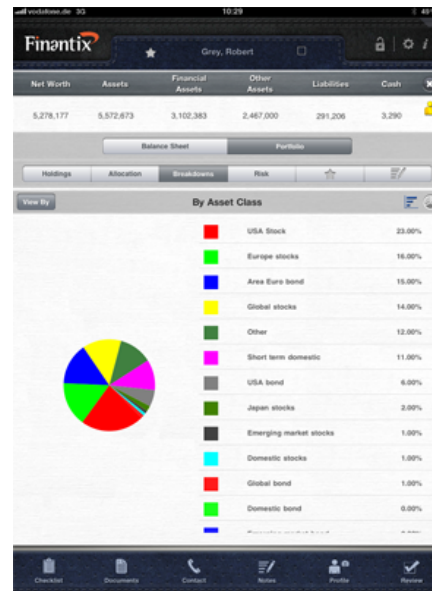 vodafone.de 3G 10:29 49%
Finantix Grey, Robert
Net Worth Assets Financial Assets Other Assets Liabilities Cash
5,278,177 5,572,673 3,102,383 2,467,000 291,206 3,290
Balance Sheet Portfolio
Holdings Allocation Breakdowns Risk
View By By Asset Class
USA Stock 23.00%
Europe stocks 16.00%
Area Euro bond 15.00%
Global stocks 14.00%
Other 12.00%
Short term domestic 11.00%
USA bond 6.00%
Japan stocks 2.00%
Emerging market stocks 1.00%
Domestic stocks 1.00%
Global bond 1.00%
Domestic bond 0.00%
Checklist Documents Contact Notes Profile Review